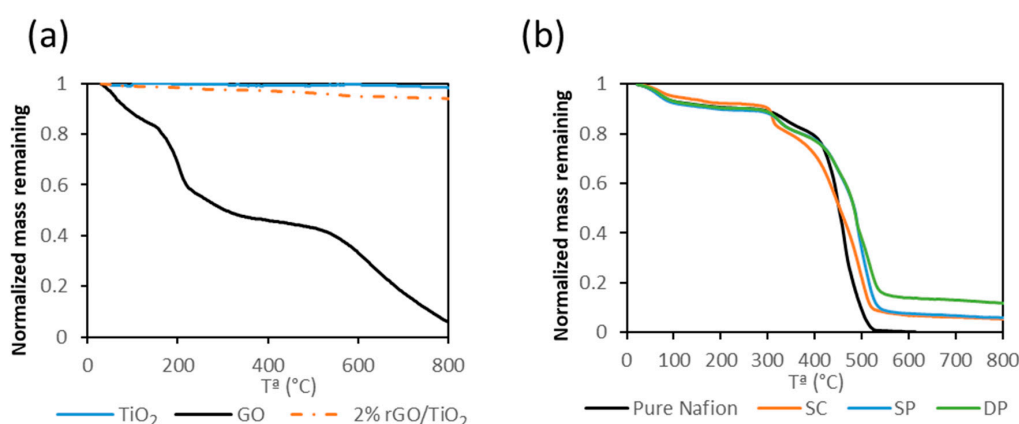 (a)
(b)
Normalized mass remaining
1
0.8
0.6
0.4
0.2
0
0 200 400 600 800
Tª (°C)
TiO₂ GO 2% rGO/TiO₂
Normalized mass remaining
1
0.8
0.6
0.4
0.2
0
0 100 200 300 400 500 600 700 800
Tª (°C)
Pure Nafion SC SP DP